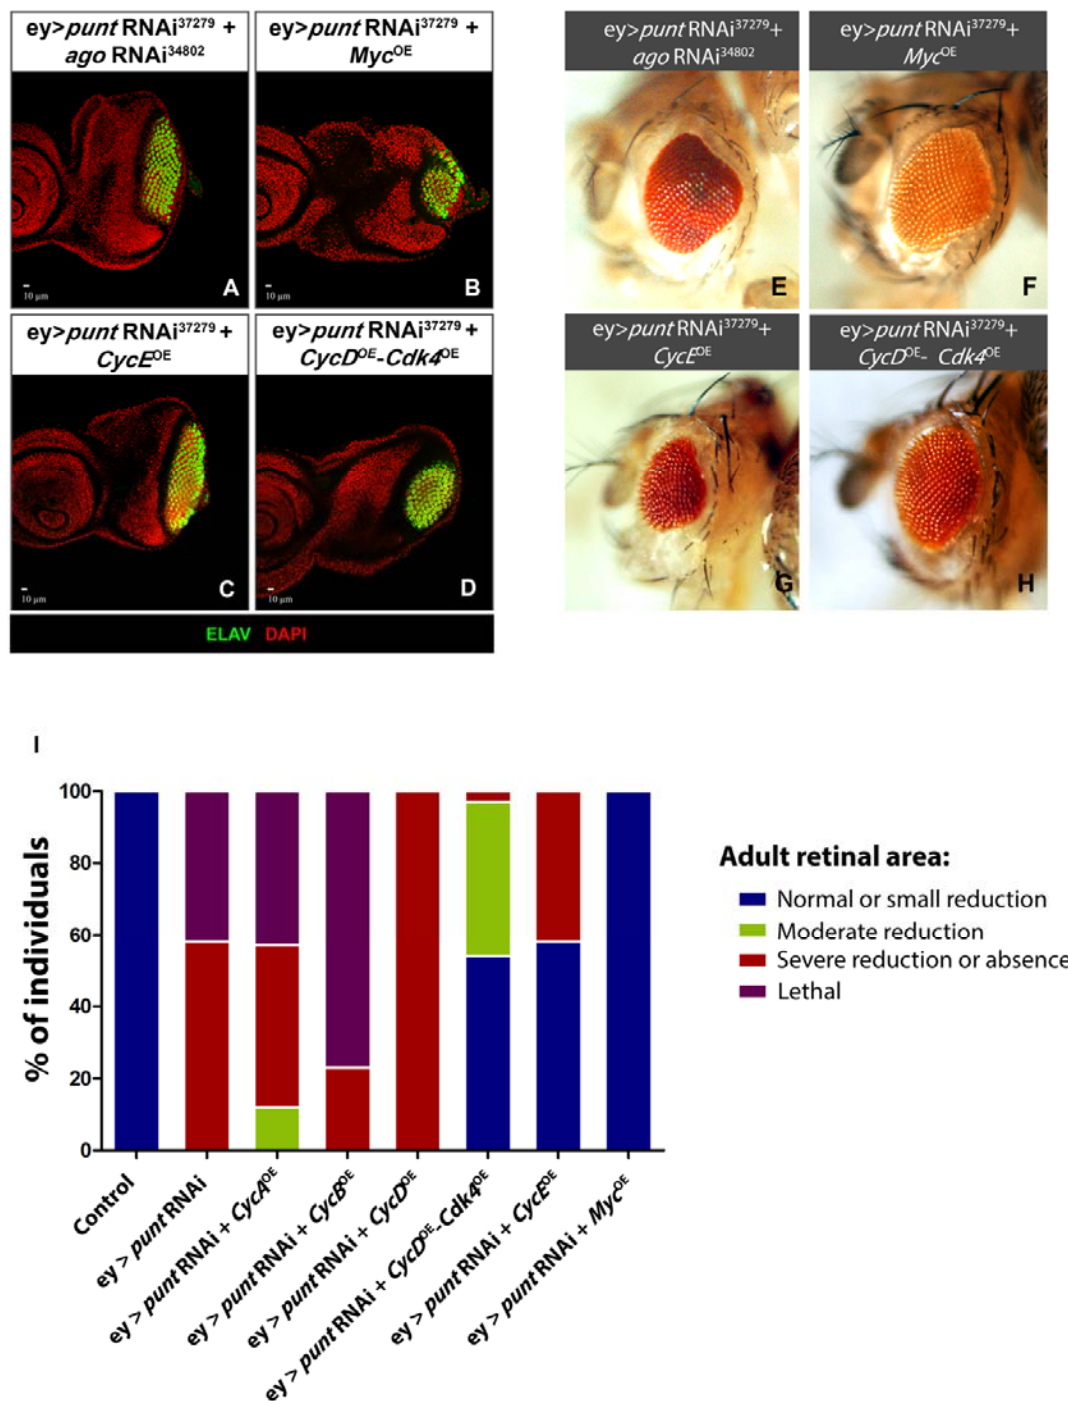 ey>punt RNAi³⁷²⁷⁹ +
ago RNAi³⁴⁸⁰²
ey>punt RNAi³⁷²⁷⁹ +
Mycᴼᴱ
A
10 µm
B
10 µm
ey>punt RNAi³⁷²⁷⁹ +
CycEᴼᴱ
ey>punt RNAi³⁷²⁷⁹ +
CycDᴼᴱ-Cdk4ᴼᴱ
C
10 µm
D
10 µm
ELAV DAPI
ey>punt RNAi³⁷²⁷⁹+
ago RNAi³⁴⁸⁰²
ey>punt RNAi³⁷²⁷⁹+
Mycᴼᴱ
E
F
ey>punt RNAi³⁷²⁷⁹+
CycEᴼᴱ
ey>punt RNAi³⁷²⁷⁹+
CycDᴼᴱ- Cdk4ᴼᴱ
G
H
I
% of individuals
100
80
60
40
20
0
Control
ey > punt RNAi
ey > punt RNAi + CycAᴼᴱ
ey > punt RNAi + CycBᴼᴱ
ey > punt RNAi + CycDᴼᴱ
ey > punt RNAi + CycDᴼᴱ-Cdk4ᴼᴱ
ey > punt RNAi + CycEᴼᴱ
ey > punt RNAi + Mycᴼᴱ
Adult retinal area:
Normal or small reduction
Moderate reduction
Severe reduction or absence
Lethal